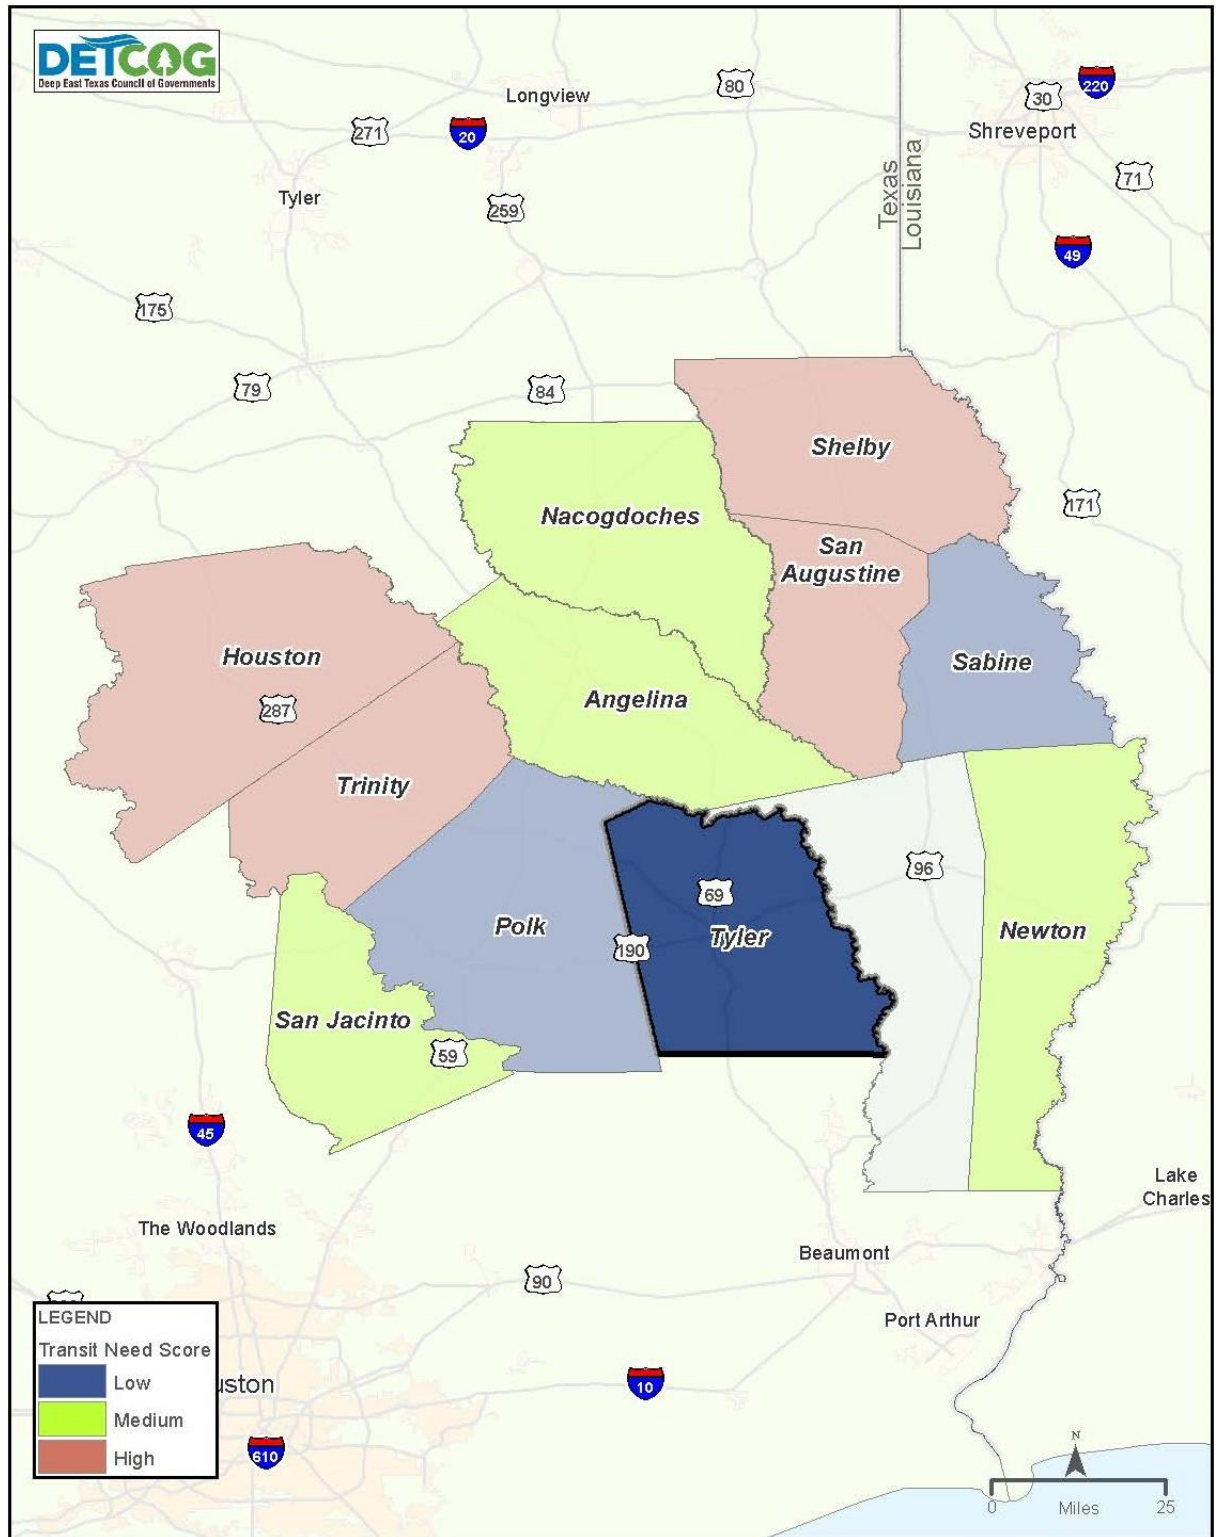 DETCOG
Deep East Texas Council of Governments
Longview
80
30
220
271
20
Shreveport
Tyler
259
71
Texas
Louisiana
49
175
79
84
Shelby
171
Nacogdoches
San
Augustine
Houston
Sabine
287
Angelina
Trinity
96
69
Polk
Tyler
Newton
190
San Jacinto
59
45
Lake
Charles
The Woodlands
Beaumont
90
Port Arthur
LEGEND
Transit Need Score
Low
Medium
High
uston
10
610
N
0 Miles 25